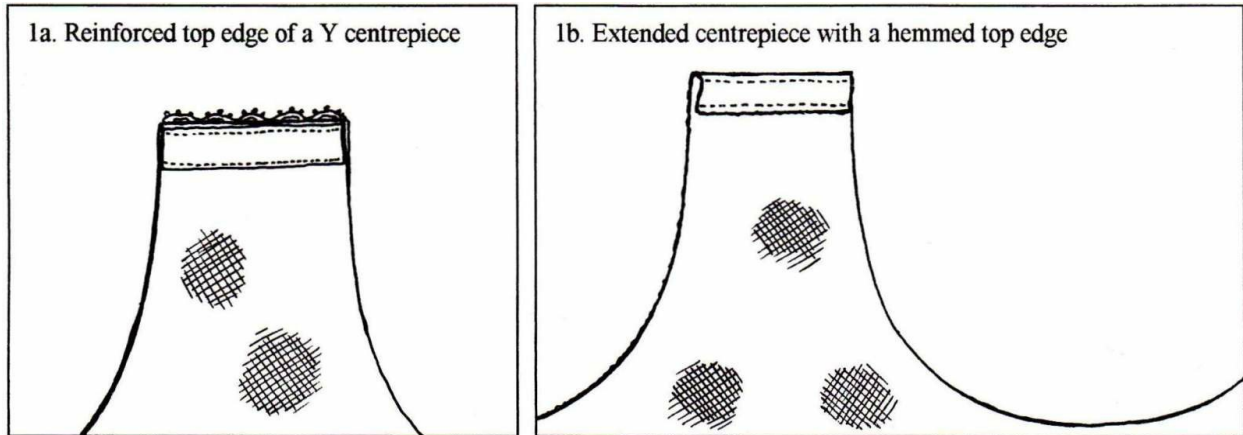 1a. Reinforced top edge of a Y centrepiece
1b. Extended centrepiece with a hemmed top edge